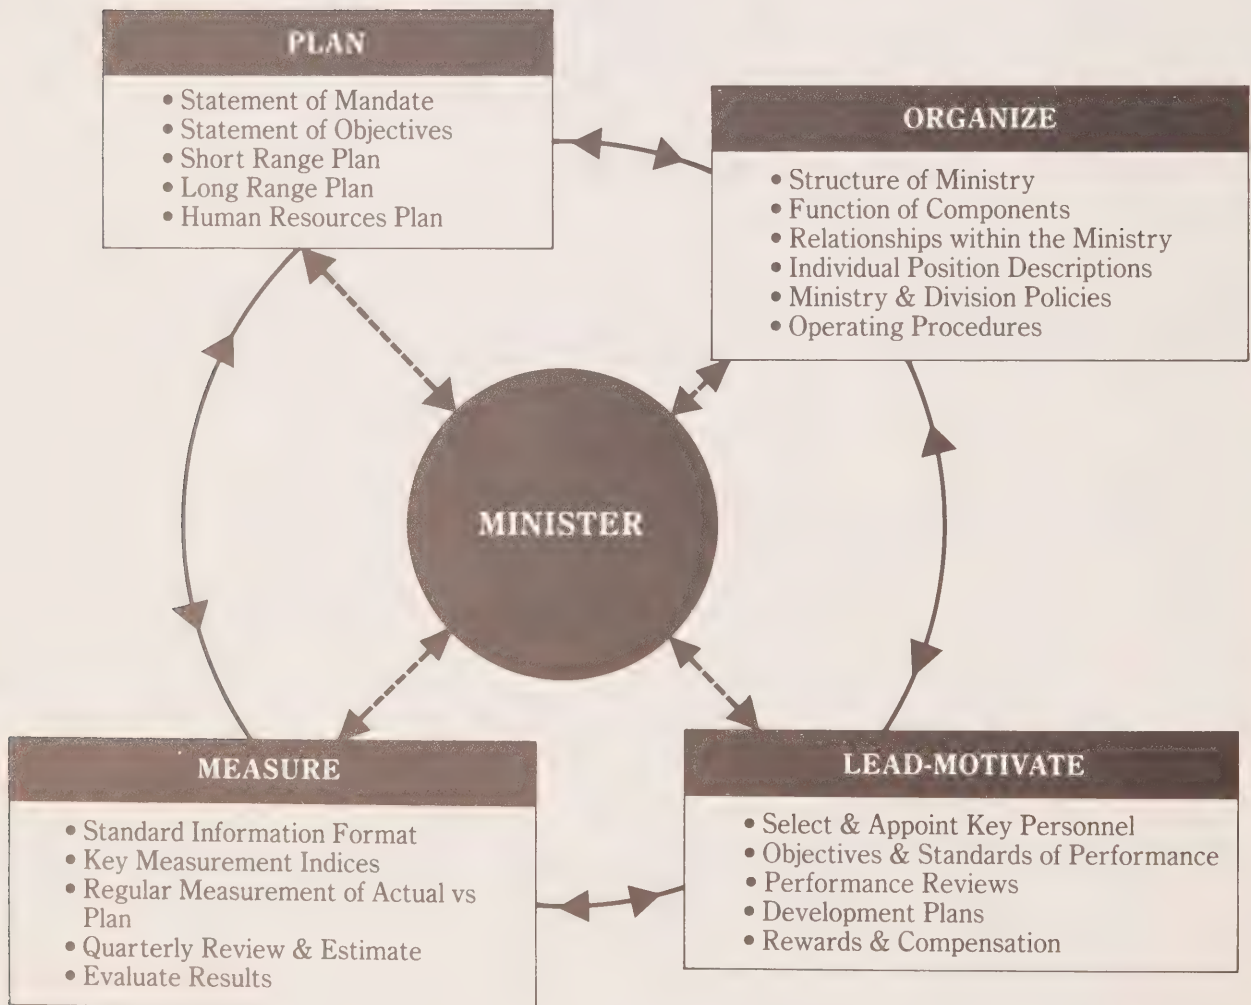 PLAN
• Statement of Mandate
• Statement of Objectives
• Short Range Plan
• Long Range Plan
• Human Resources Plan
ORGANIZE
• Structure of Ministry
• Function of Components
• Relationships within the Ministry
• Individual Position Descriptions
• Ministry & Division Policies
• Operating Procedures
MINISTER
MEASURE
• Standard Information Format
• Key Measurement Indices
• Regular Measurement of Actual vs
Plan
• Quarterly Review & Estimate
• Evaluate Results
LEAD-MOTIVATE
• Select & Appoint Key Personnel
• Objectives & Standards of Performance
• Performance Reviews
• Development Plans
• Rewards & Compensation